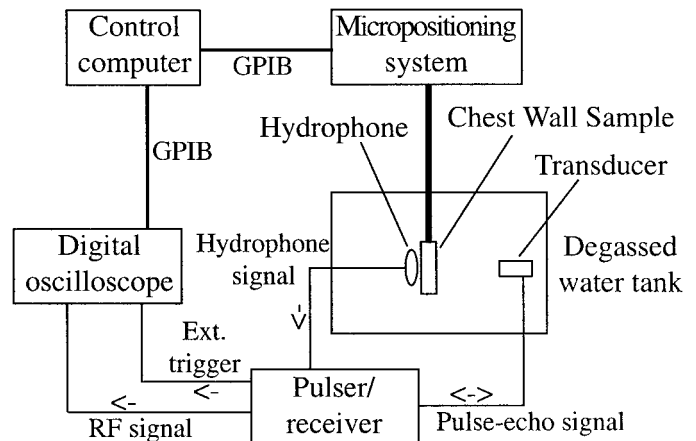 Control
computer
GPIB
Micropositioning
system
GPIB
Hydrophone
Chest Wall Sample
Transducer
Digital
oscilloscope
Hydrophone
signal
Degassed
water tank
Ext.
trigger
Pulser/
receiver
RF signal
Pulse-echo signal